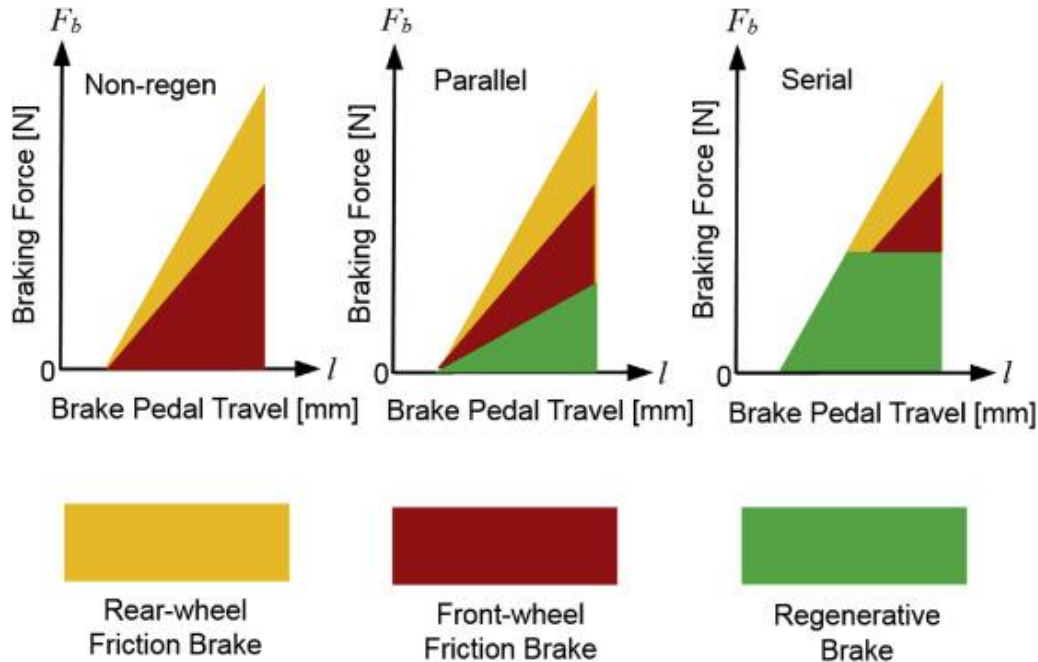 F_b
Non-regen
Braking Force [N]
0
l
Brake Pedal Travel [mm]
F_b
Parallel
Braking Force [N]
0
l
Brake Pedal Travel [mm]
F_b
Serial
Braking Force [N]
0
l
Brake Pedal Travel [mm]
Rear-wheel
Friction Brake
Front-wheel
Friction Brake
Regenerative
Brake